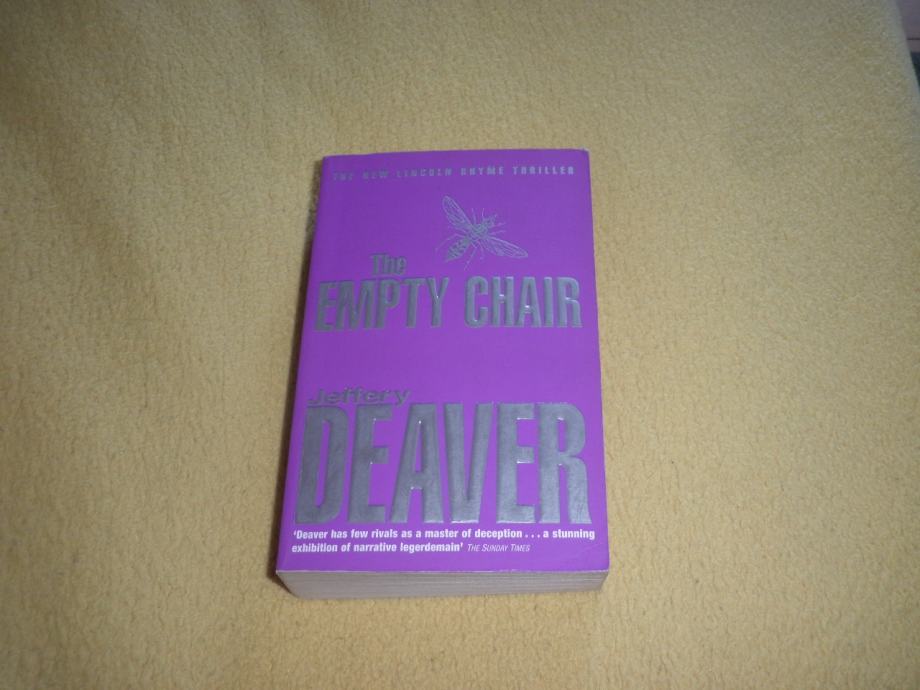 THE NEW LINCOLN RHYME THRILLER
The
EMPTY CHAIR
Jeffery
DEAVER
'Deaver has few rivals as a master of deception . . . a stunning
exhibition of narrative legerdemain' THE SUNDAY TIMES